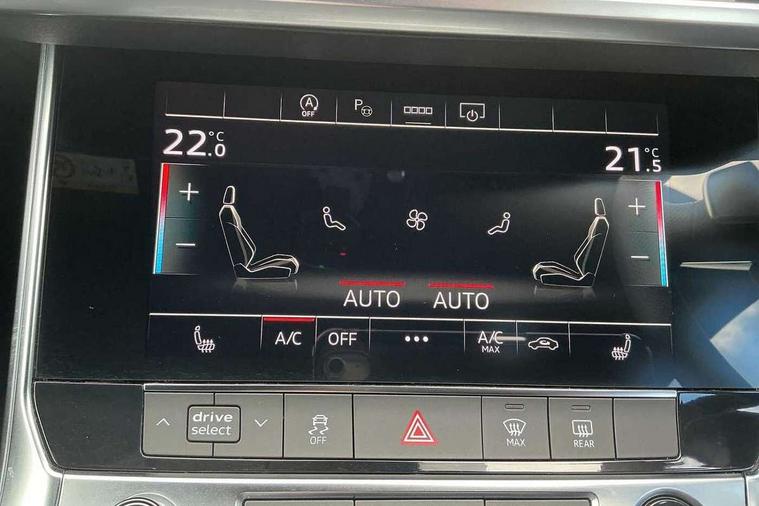 A
OFF
P
22.0 °C
21.5 °C
+
+
−
−
AUTO AUTO
A/C OFF ••• A/C
MAX
drive
select
OFF
MAX
REAR